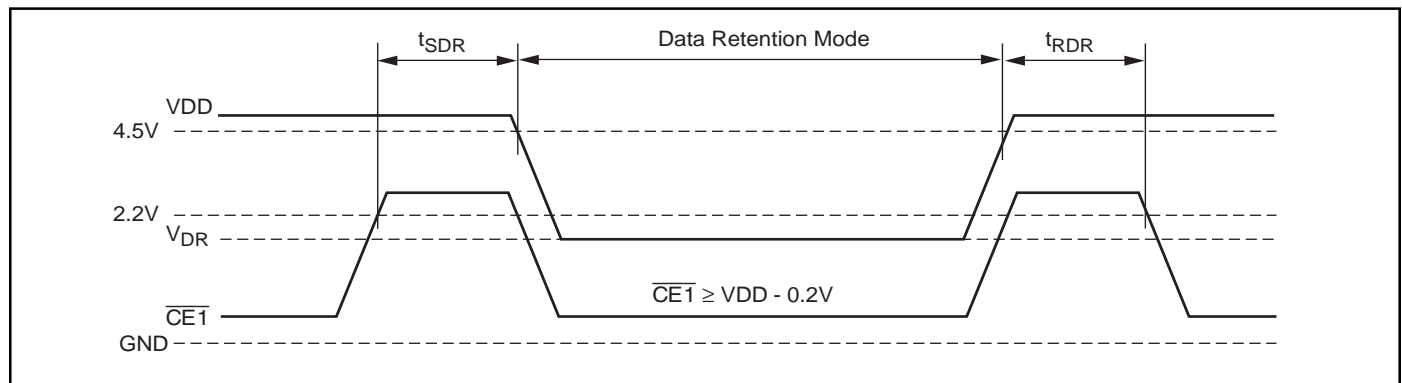 tSDR Data Retention Mode tRDR
VDD
4.5V
2.2V
VDR
CE1 ≥ VDD - 0.2V
CE1
GND